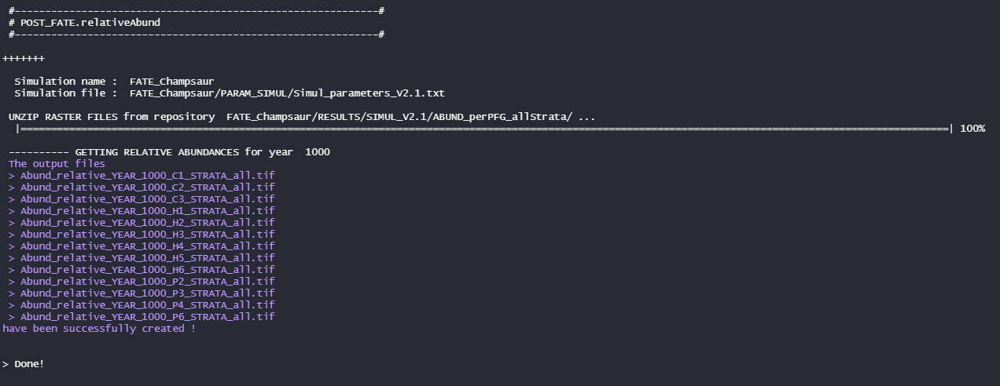 #------------------------------------------------------------#
# POST_FATE.relativeAbund
#------------------------------------------------------------#
+++++++
Simulation name :  FATE_Champsaur
Simulation file :  FATE_Champsaur/PARAM_SIMUL/Simul_parameters_V2.1.txt
UNZIP RASTER FILES from repository  FATE_Champsaur/RESULTS/SIMUL_V2.1/ABUND_perPFG_allStrata/ ...
|=========================================================================================================================================================| 100%
---------- GETTING RELATIVE ABUNDANCES for year  1000
The output files
> Abund_relative_YEAR_1000_C1_STRATA_all.tif
> Abund_relative_YEAR_1000_C2_STRATA_all.tif
> Abund_relative_YEAR_1000_C3_STRATA_all.tif
> Abund_relative_YEAR_1000_H1_STRATA_all.tif
> Abund_relative_YEAR_1000_H2_STRATA_all.tif
> Abund_relative_YEAR_1000_H3_STRATA_all.tif
> Abund_relative_YEAR_1000_H4_STRATA_all.tif
> Abund_relative_YEAR_1000_H5_STRATA_all.tif
> Abund_relative_YEAR_1000_H6_STRATA_all.tif
> Abund_relative_YEAR_1000_P2_STRATA_all.tif
> Abund_relative_YEAR_1000_P3_STRATA_all.tif
> Abund_relative_YEAR_1000_P4_STRATA_all.tif
> Abund_relative_YEAR_1000_P6_STRATA_all.tif
have been successfully created !
> Done!